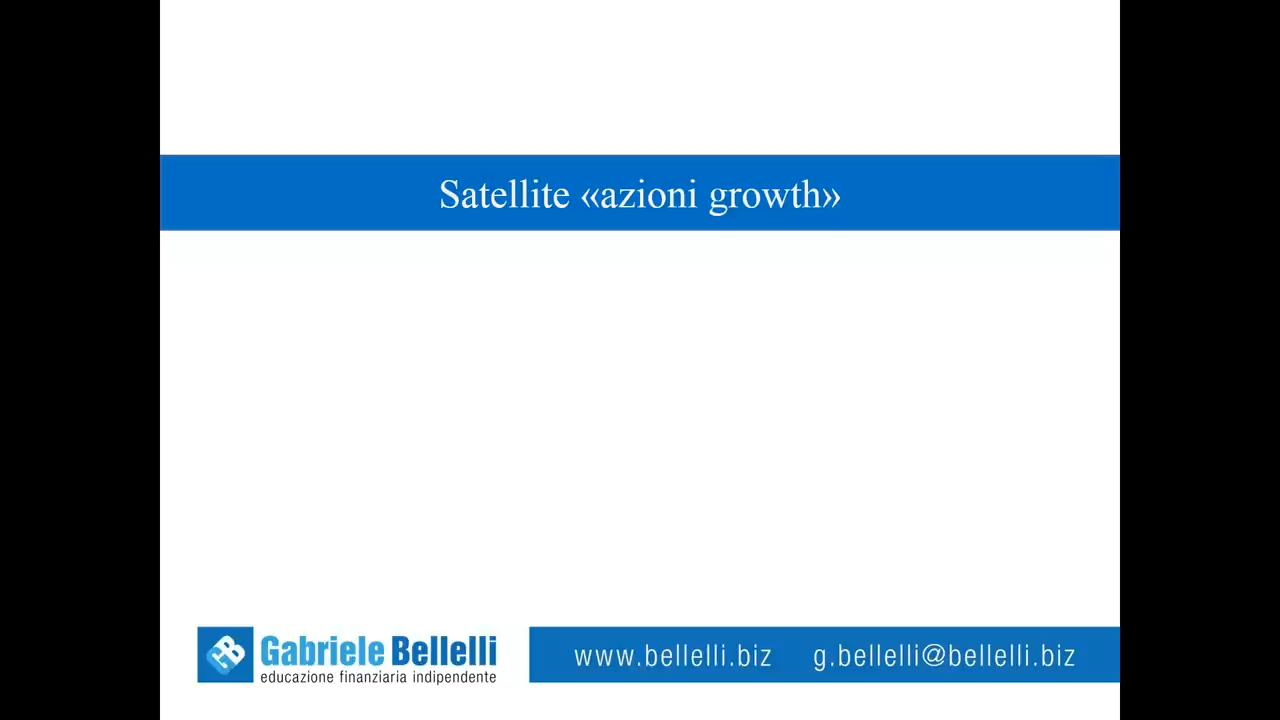 Satellite «azioni growth»
Gabriele Bellelli
educazione finanziaria indipendente
www.bellelli.biz g.bellelli@bellelli.biz